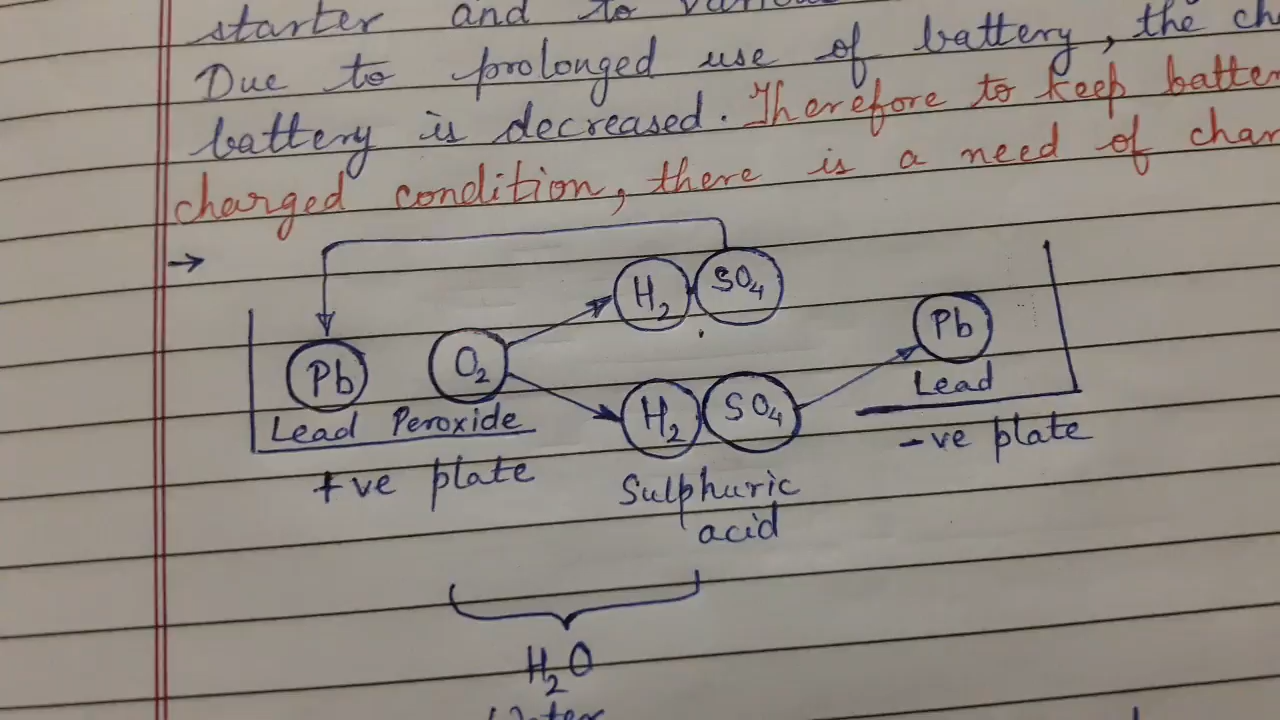 starter and to
Due to prolonged use of battery, the
battery is decreased. Therefore to keep
charged condition, there is a need of
H2 SO4
Pb O2
Pb
Lead
H2 SO4
Lead Peroxide
-ve plate
+ve plate
Sulphuric
acid
H2O
Water